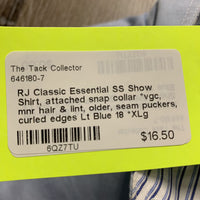 The Tack Collector
646180-7
RJ Classic Essential SS Show
Shirt, attached snap collar *vgc,
mnr hair & lint, older, seam puckers,
curled edges Lt Blue 18 *XLg
$16.50
6QZ7TU